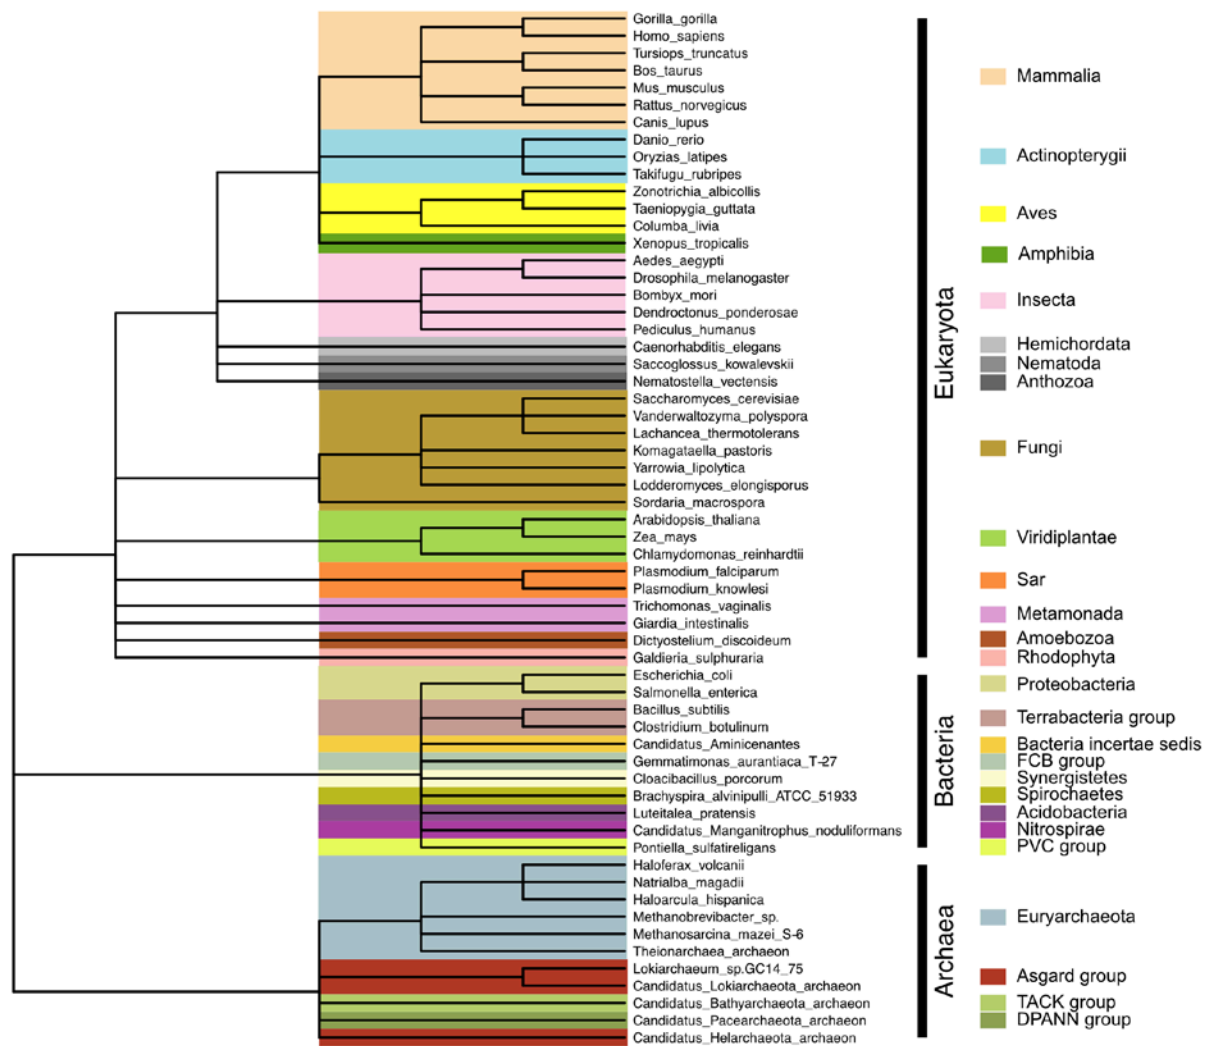 Gorilla_gorilla
Homo_sapiens
Tursiops_truncatus
Bos_taurus
Mus_musculus
Rattus_norvegicus
Canis_lupus
Danio_rerio
Oryzias_latipes
Takifugu_rubripes
Zonotrichia_albicollis
Taeniopygia_guttata
Columba_livia
Xenopus_tropicalis
Aedes_aegypti
Drosophila_melanogaster
Bombyx_mori
Dendroctonus_ponderosae
Pediculus_humanus
Caenorhabditis_elegans
Saccoglossus_kowalevskii
Nematostella_vectensis
Saccharomyces_cerevisiae
Vanderwaltozyma_polyspora
Lachancea_thermotolerans
Komagataella_pastoris
Yarrowia_lipolytica
Lodderomyces_elongisporus
Sordaria_macrospora
Arabidopsis_thaliana
Zea_mays
Chlamydomonas_reinhardtii
Plasmodium_falciparum
Plasmodium_knowlesi
Trichomonas_vaginalis
Giardia_intestinalis
Dictyostelium_discoideum
Galdieria_sulphuraria
Escherichia_coli
Salmonella_enterica
Bacillus_subtilis
Clostridium_botulinum
Candidatus_Aminicenantes
Gemmatimonas_aurantiaca_T-27
Cloacibacillus_porcorum
Brachyspira_alvinipulli_ATCC_51933
Luteitalea_pratensis
Candidatus_Manganitrophus_noduliformans
Pontiella_sulfatireligans
Haloferax_volcanii
Natrialba_magadii
Haloarcula_hispanica
Methanobrevibacter_sp.
Methanosarcina_mazei_S-6
Theionarchaea_archaeon
Lokiarchaeum_sp.GC14_75
Candidatus_Lokiarchaeota_archaeon
Candidatus_Bathyarchaeota_archaeon
Candidatus_Pacearchaeota_archaeon
Candidatus_Helarchaeota_archaeon
Eukaryota
Bacteria
Archaea
Mammalia
Actinopterygii
Aves
Amphibia
Insecta
Hemichordata
Nematoda
Anthozoa
Fungi
Viridiplantae
Sar
Metamonada
Amoebozoa
Rhodophyta
Proteobacteria
Terrabacteria group
Bacteria incertae sedis
FCB group
Synergistetes
Spirochaetes
Acidobacteria
Nitrospirae
PVC group
Euryarchaeota
Asgard group
TACK group
DPANN group